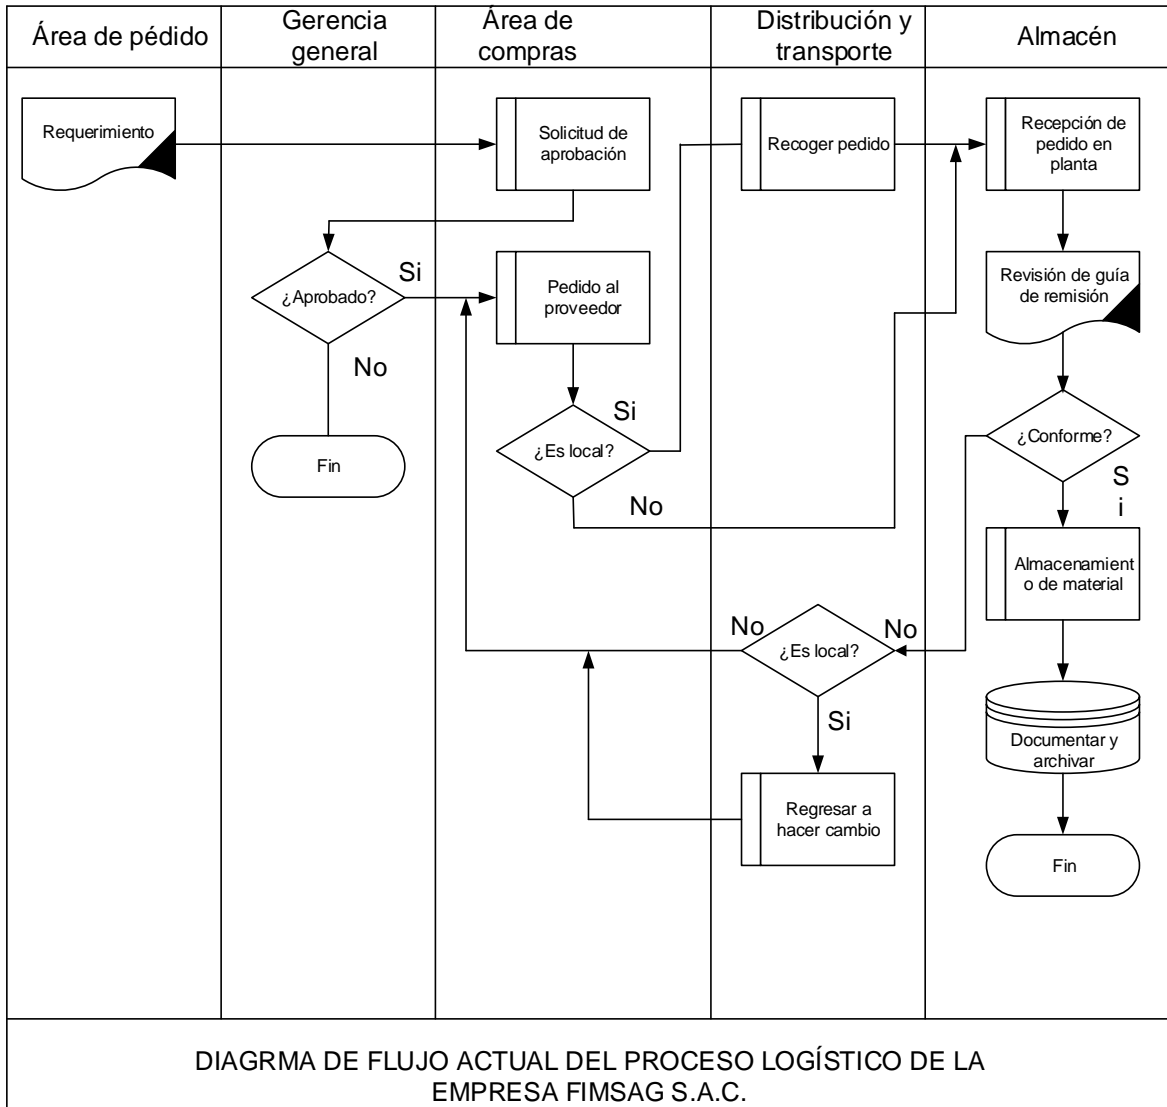 Área de pédido
Gerencia
general
Área de
compras
Distribución y
transporte
Almacén
Requerimiento
Solicitud de
aprobación
Recoger pedido
Recepción de
pedido en
planta
¿Aprobado?
Si
No
Fin
Pedido al
proveedor
¿Es local?
Si
No
Revisión de guía
de remisión
¿Conforme?
S
i
No
Almacenamient
o de material
¿Es local?
No
Si
Regresar a
hacer cambio
Documentar y
archivar
Fin
DIAGRMA DE FLUJO ACTUAL DEL PROCESO LOGÍSTICO DE LA
EMPRESA FIMSAG S.A.C.